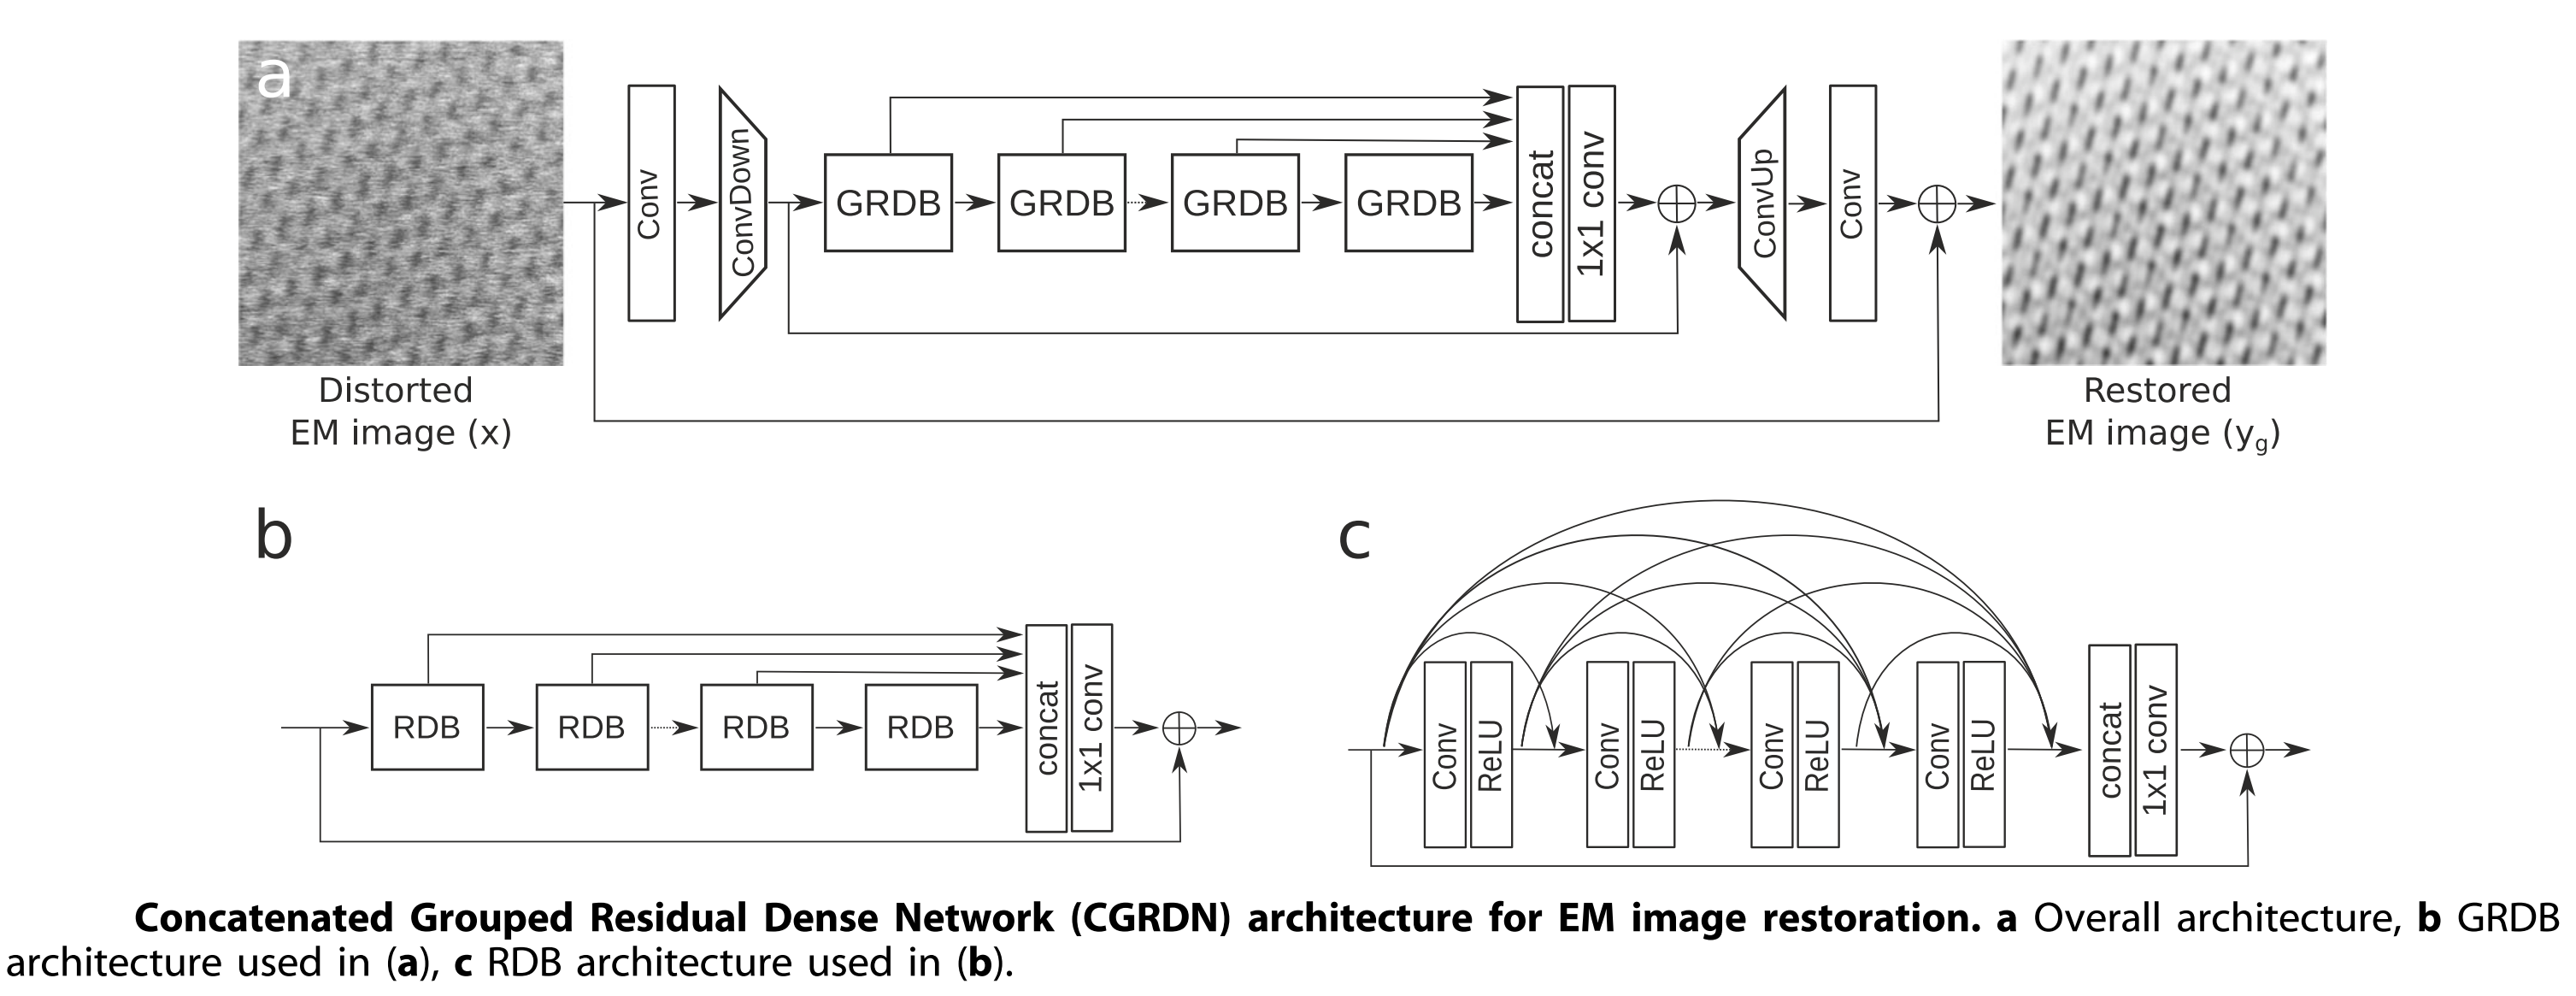 a
Conv
ConvDown
GRDB
GRDB
GRDB
GRDB
concat
1x1 conv
ConvUp
Conv
Distorted
EM image (x)
Restored
EM image (yg)
b
RDB
RDB
RDB
RDB
concat
1x1 conv
c
Conv
ReLU
Conv
ReLU
Conv
ReLU
Conv
ReLU
concat
1x1 conv
Concatenated Grouped Residual Dense Network (CGRDN) architecture for EM image restoration. a Overall architecture, b GRDB
architecture used in (a), c RDB architecture used in (b).